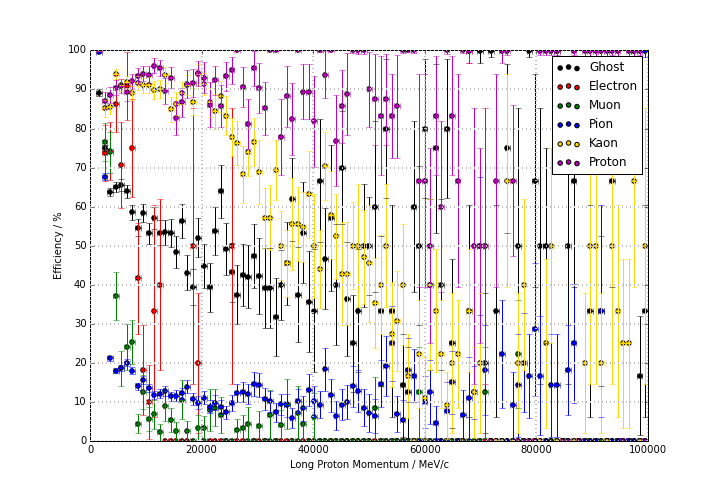 100
90
80
70
60
50
40
30
20
10
0
Efficiency / %
0 20000 40000 60000 80000 100000
Long Proton Momentum / MeV/c
Ghost
Electron
Muon
Pion
Kaon
Proton